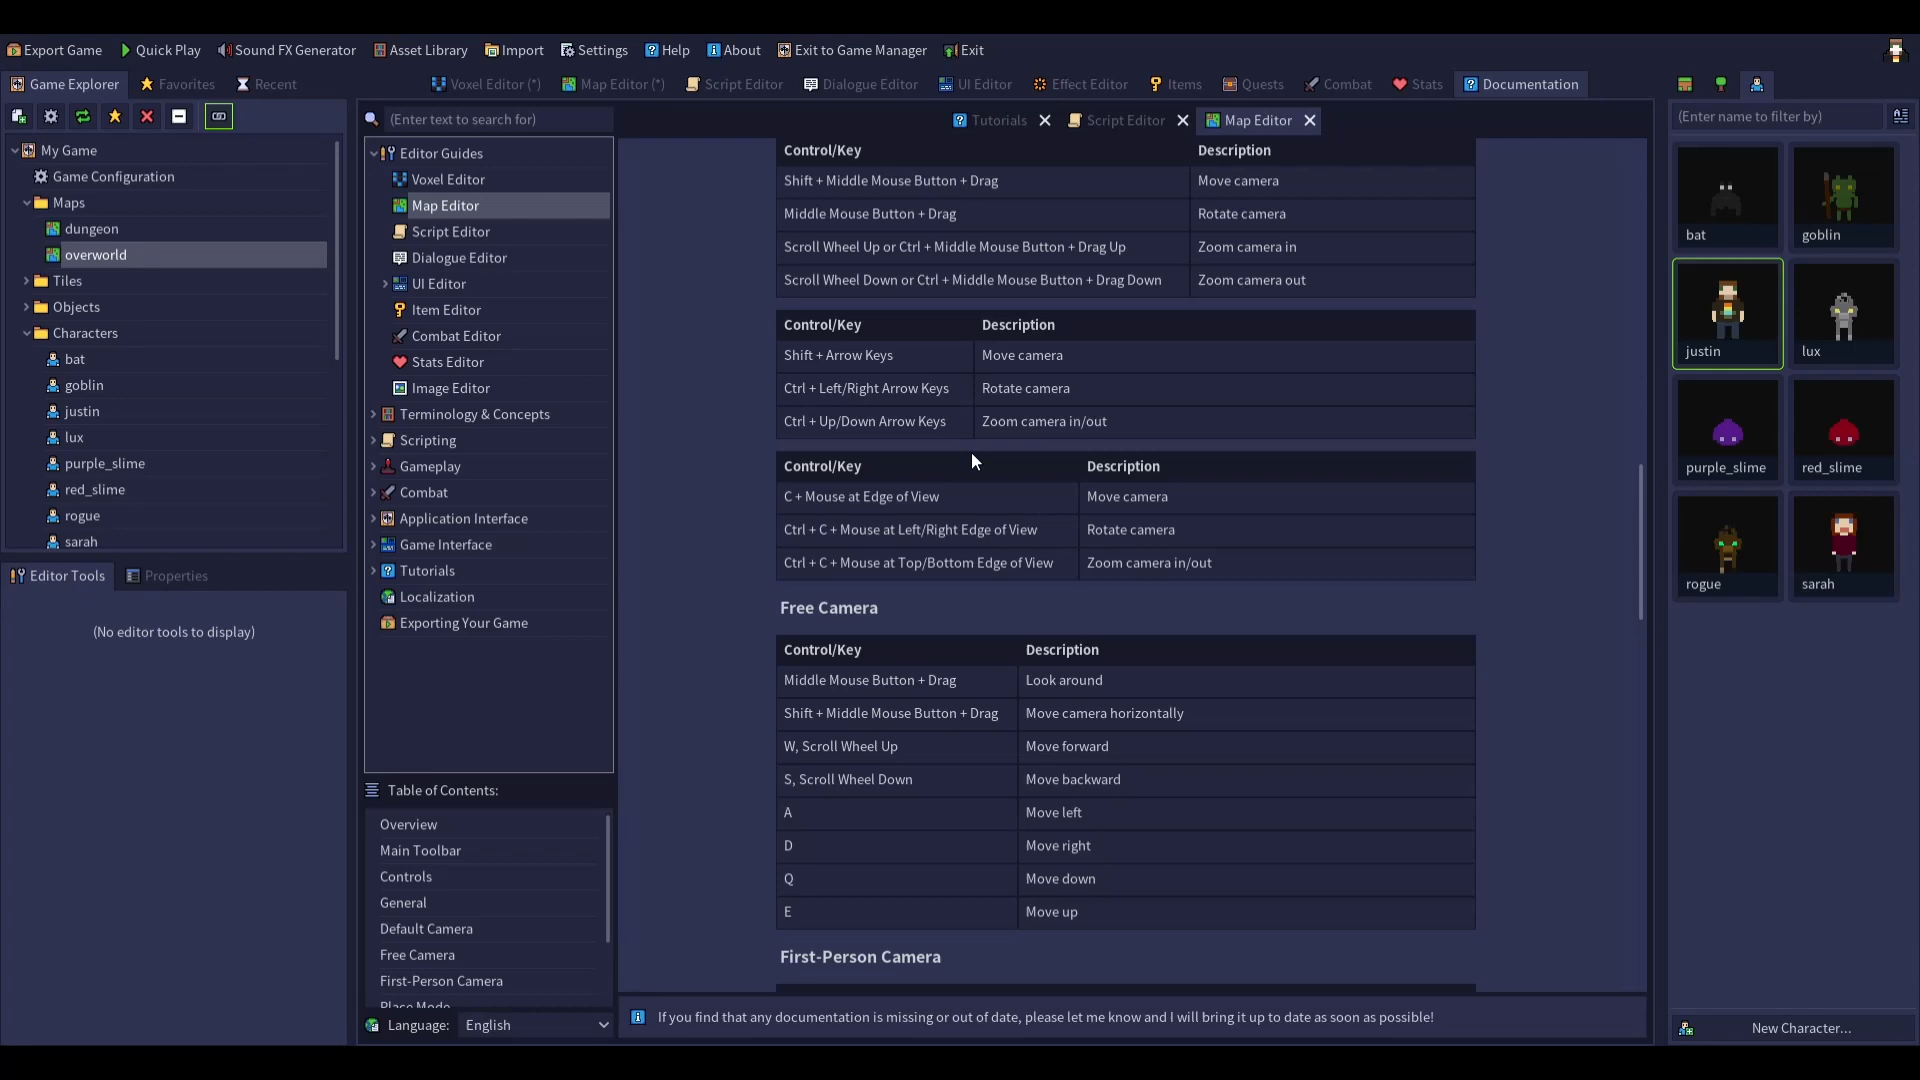 Export Game Quick Play Sound FX Generator Asset Library Import Settings Help About Exit to Game Manager Exit
Game Explorer Favorites Recent
Voxel Editor (*) Map Editor (*) Script Editor Dialogue Editor UI Editor Effect Editor Items Quests Combat Stats Documentation
My Game
Game Configuration
Maps
dungeon
overworld
Tiles
Objects
Characters
bat
goblin
justin
lux
purple_slime
red_slime
rogue
sarah
Editor Tools Properties
(No editor tools to display)
(Enter text to search for)
Editor Guides
Voxel Editor
Map Editor
Script Editor
Dialogue Editor
UI Editor
Item Editor
Combat Editor
Stats Editor
Image Editor
Terminology & Concepts
Scripting
Gameplay
Combat
Application Interface
Game Interface
Tutorials
Localization
Exporting Your Game
Table of Contents:
Overview
Main Toolbar
Controls
General
Default Camera
Free Camera
First-Person Camera
Place Mode
Language: English
Tutorials Script Editor Map Editor
Control/Key Description
Shift + Middle Mouse Button + Drag Move camera
Middle Mouse Button + Drag Rotate camera
Scroll Wheel Up or Ctrl + Middle Mouse Button + Drag Up Zoom camera in
Scroll Wheel Down or Ctrl + Middle Mouse Button + Drag Down Zoom camera out
Control/Key Description
Shift + Arrow Keys Move camera
Ctrl + Left/Right Arrow Keys Rotate camera
Ctrl + Up/Down Arrow Keys Zoom camera in/out
Control/Key Description
C + Mouse at Edge of View Move camera
Ctrl + C + Mouse at Left/Right Edge of View Rotate camera
Ctrl + C + Mouse at Top/Bottom Edge of View Zoom camera in/out
Free Camera
Control/Key Description
Middle Mouse Button + Drag Look around
Shift + Middle Mouse Button + Drag Move camera horizontally
W, Scroll Wheel Up Move forward
S, Scroll Wheel Down Move backward
A Move left
D Move right
Q Move down
E Move up
First-Person Camera
If you find that any documentation is missing or out of date, please let me know and I will bring it up to date as soon as possible!
(Enter name to filter by)
bat goblin
justin lux
purple_slime red_slime
rogue sarah
New Character...